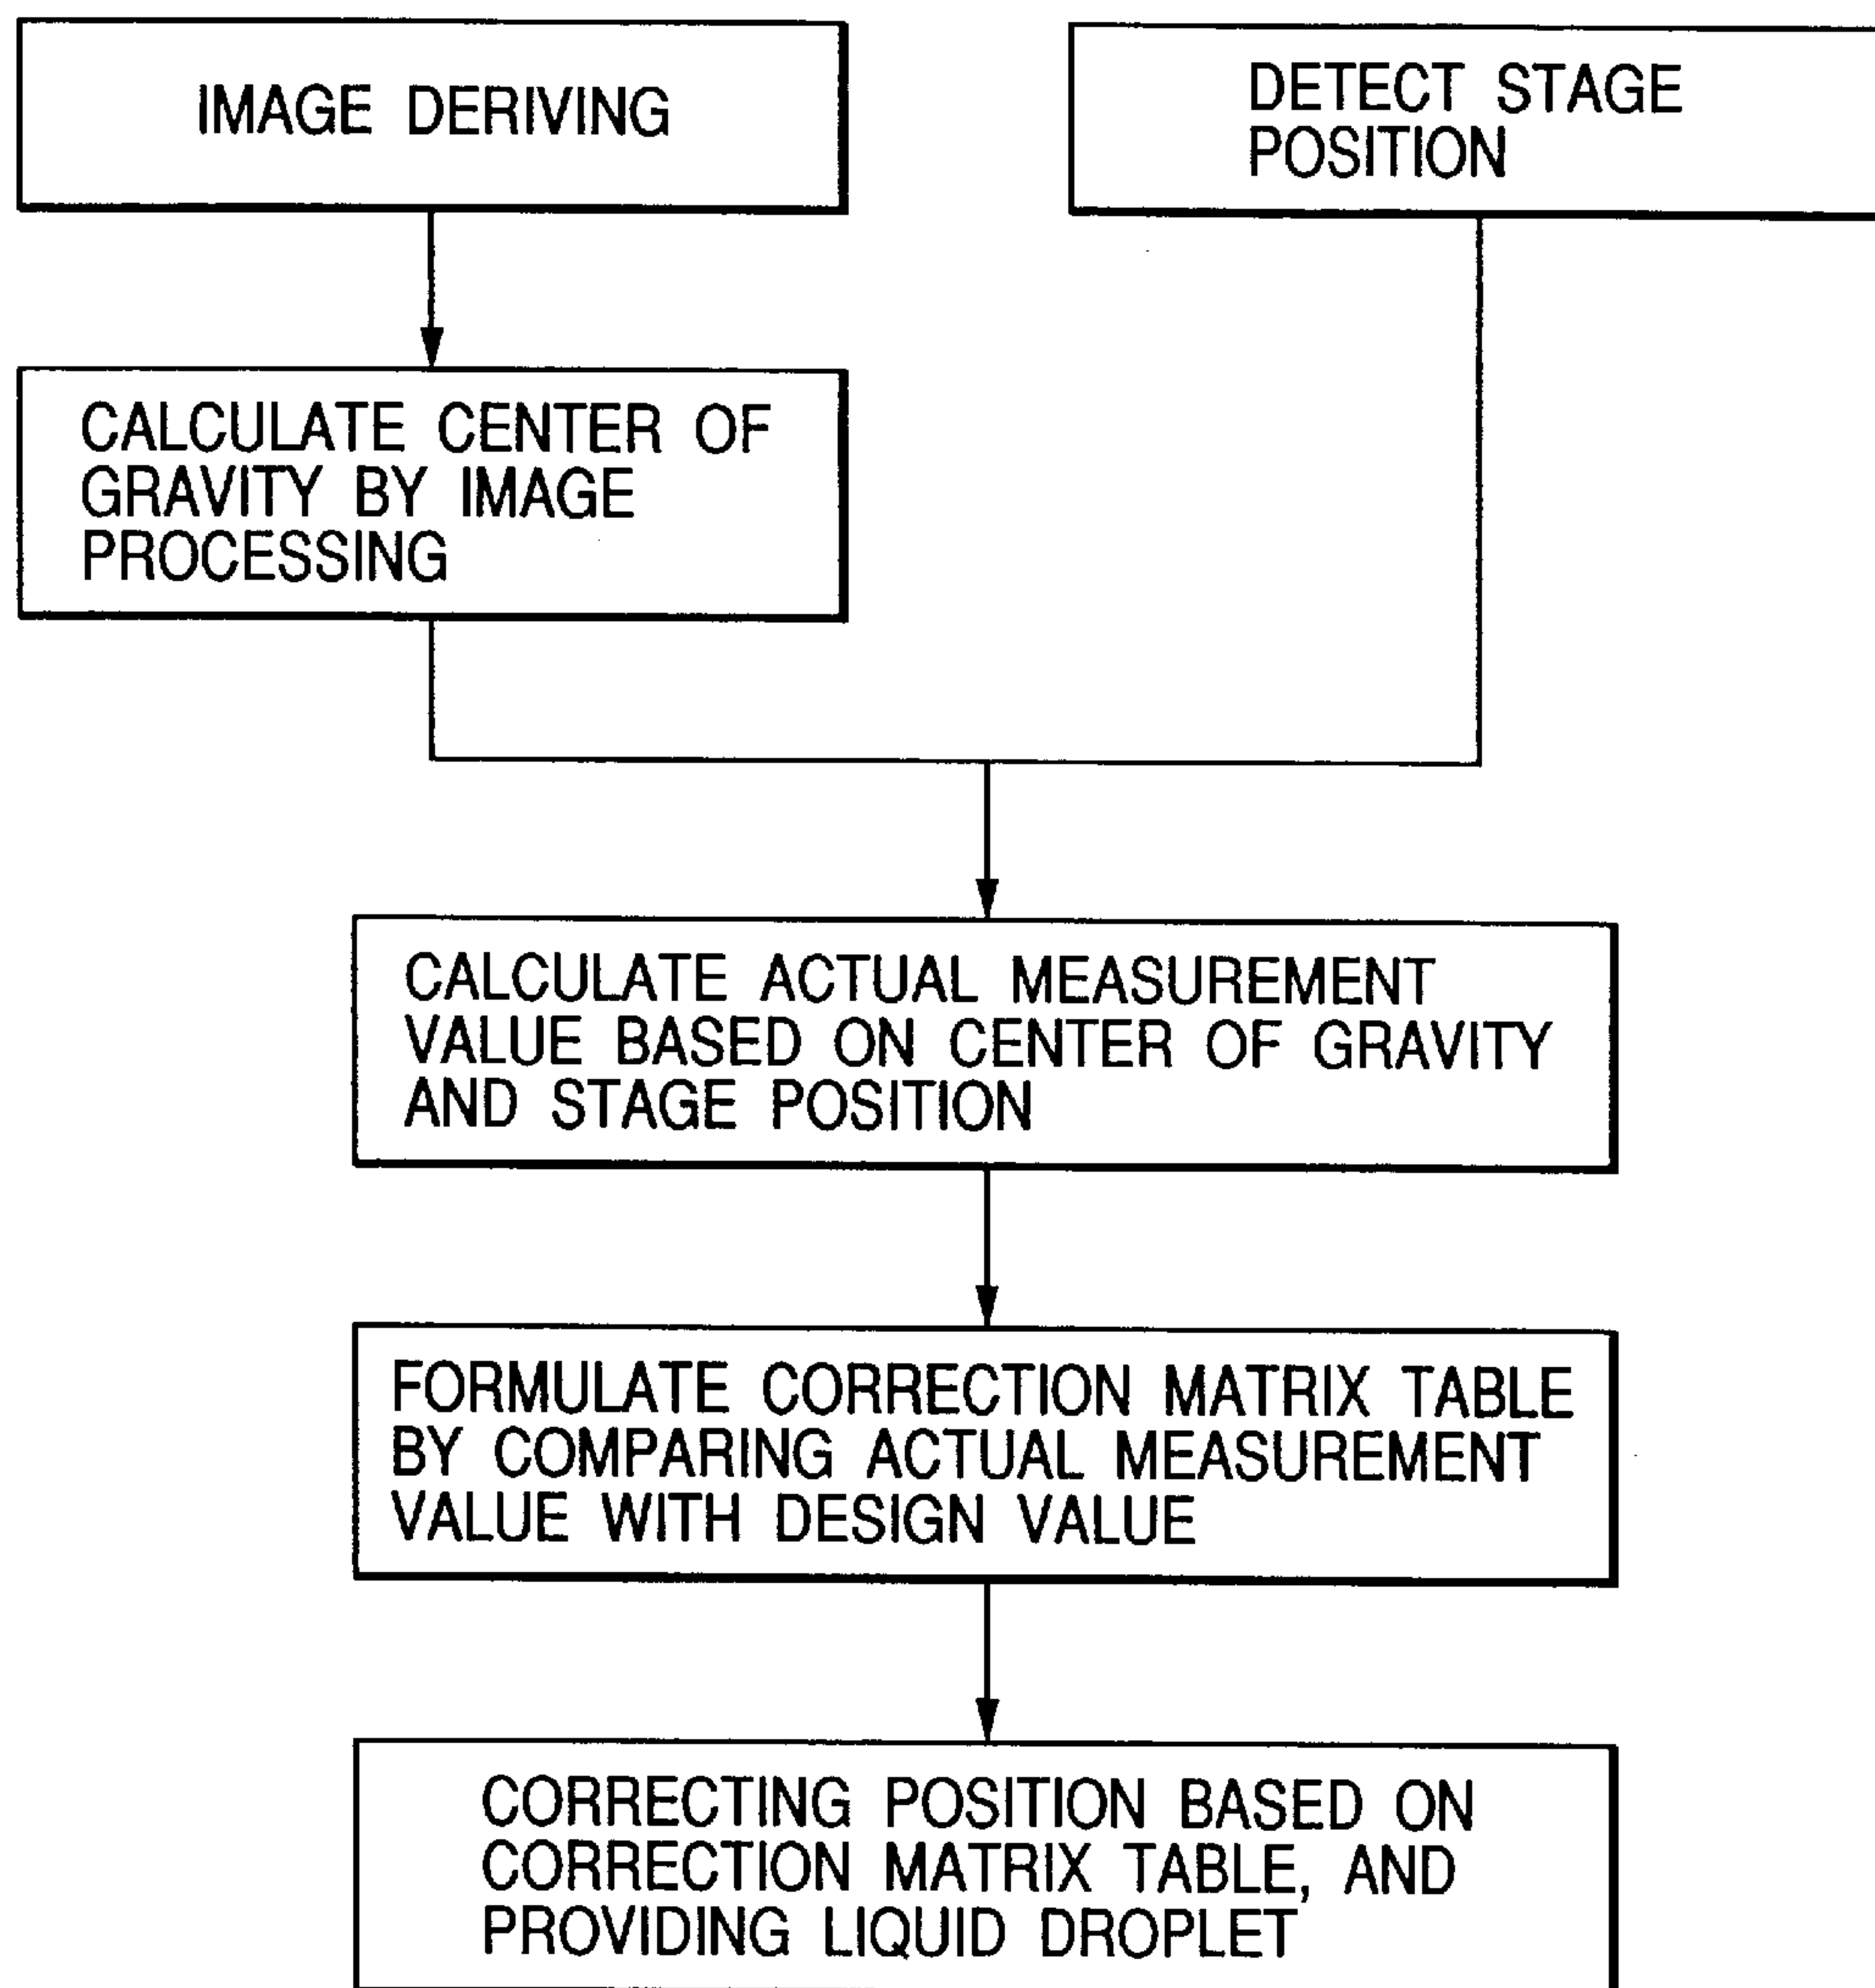 IMAGE DERIVING
DETECT STAGE
POSITION
CALCULATE CENTER OF
GRAVITY BY IMAGE
PROCESSING
CALCULATE ACTUAL MEASUREMENT
VALUE BASED ON CENTER OF GRAVITY
AND STAGE POSITION
FORMULATE CORRECTION MATRIX TABLE
BY COMPARING ACTUAL MEASUREMENT
VALUE WITH DESIGN VALUE
CORRECTING POSITION BASED ON
CORRECTION MATRIX TABLE, AND
PROVIDING LIQUID DROPLET